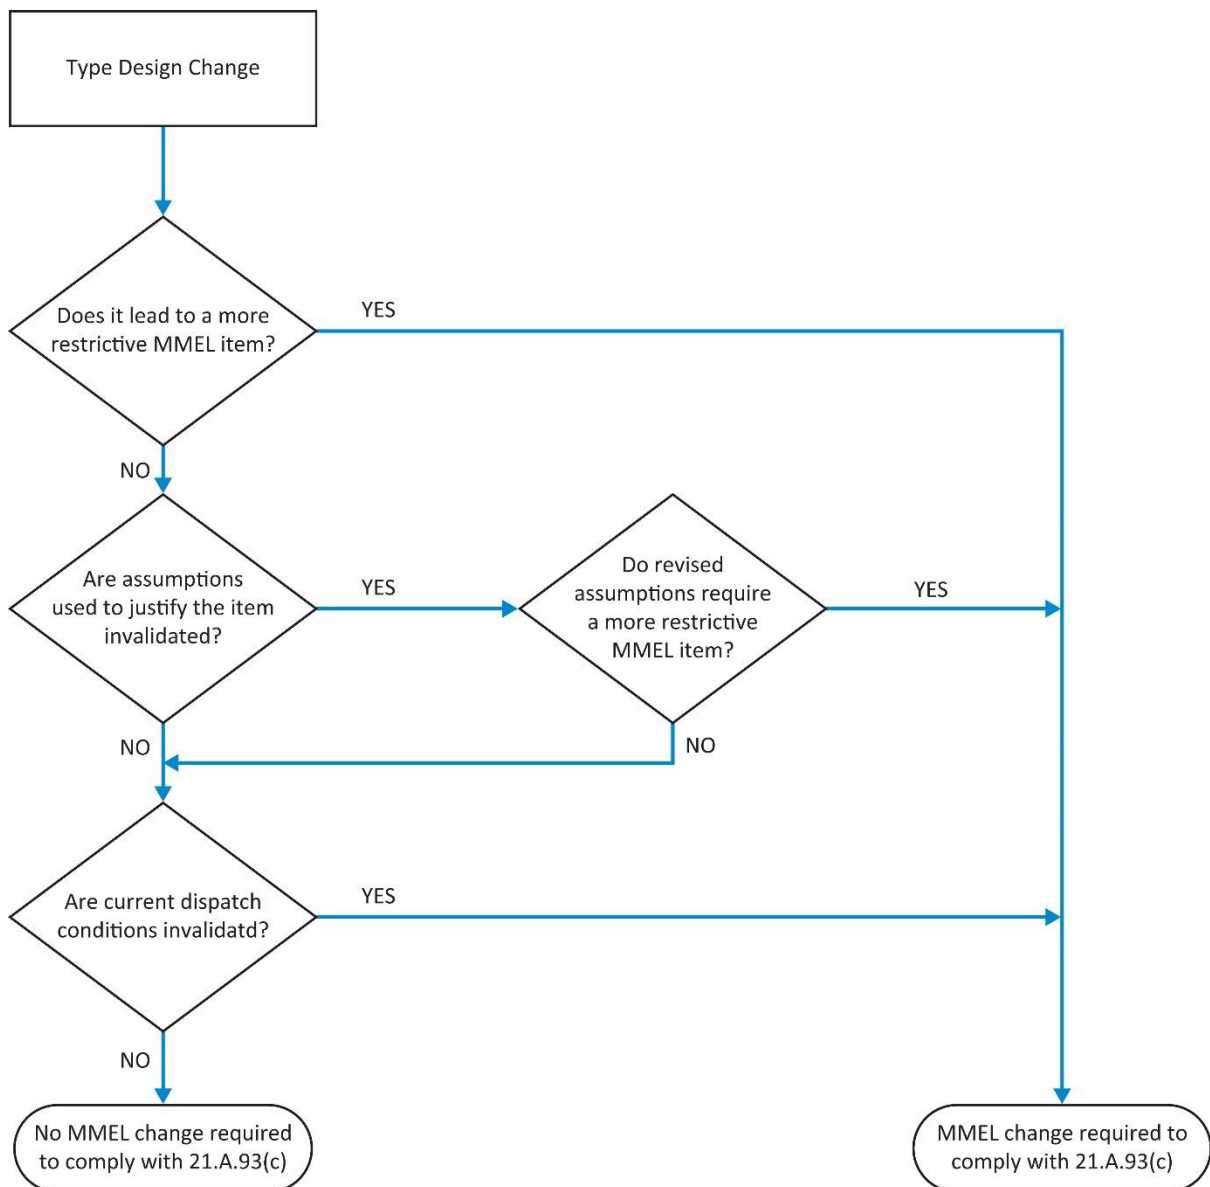 Type Design Change
Does it lead to a more
restrictive MMEL item?
YES
NO
Are assumptions
used to justify the item
invalidated?
YES
Do revised
assumptions require
a more restrictive
MMEL item?
YES
NO
NO
Are current dispatch
conditions invalidatd?
YES
NO
No MMEL change required
to comply with 21.A.93(c)
MMEL change required to
comply with 21.A.93(c)